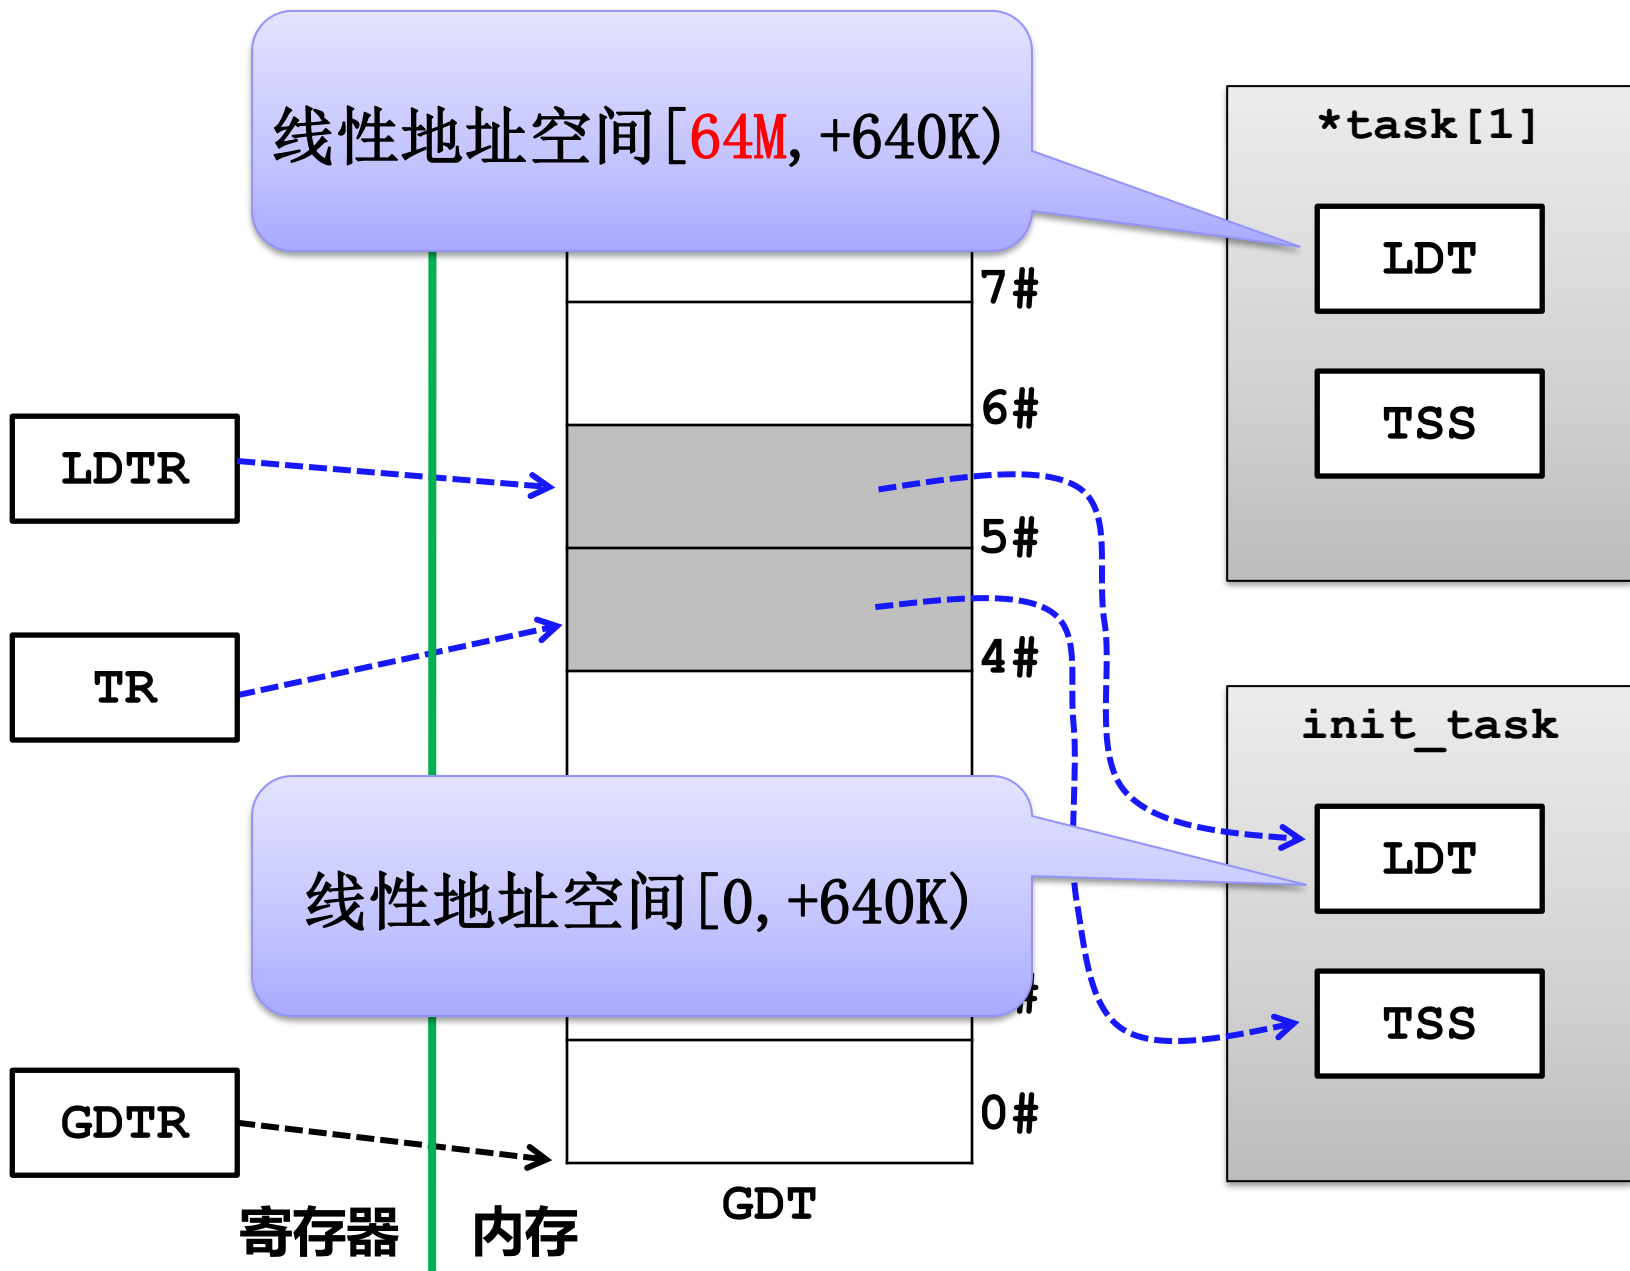 线性地址空间[64M,+640K)
*task[1]
LDT
TSS
7#
6#
5#
4#
LDTR
TR
init_task
LDT
TSS
线性地址空间[0,+640K)
#
0#
GDTR
GDT
寄存器
内存